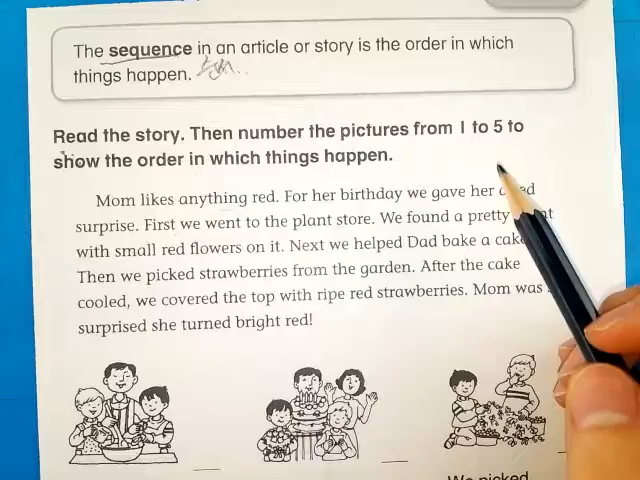 The sequence in an article or story is the order in which
things happen.
Read the story. Then number the pictures from 1 to 5 to
show the order in which things happen.
Mom likes anything red. For her birthday we gave her a red
surprise. First we went to the plant store. We found a pretty
with small red flowers on it. Next we helped Dad bake a cake
Then we picked strawberries from the garden. After the cake
cooled, we covered the top with ripe red strawberries. Mom was
surprised she turned bright red!
We picked